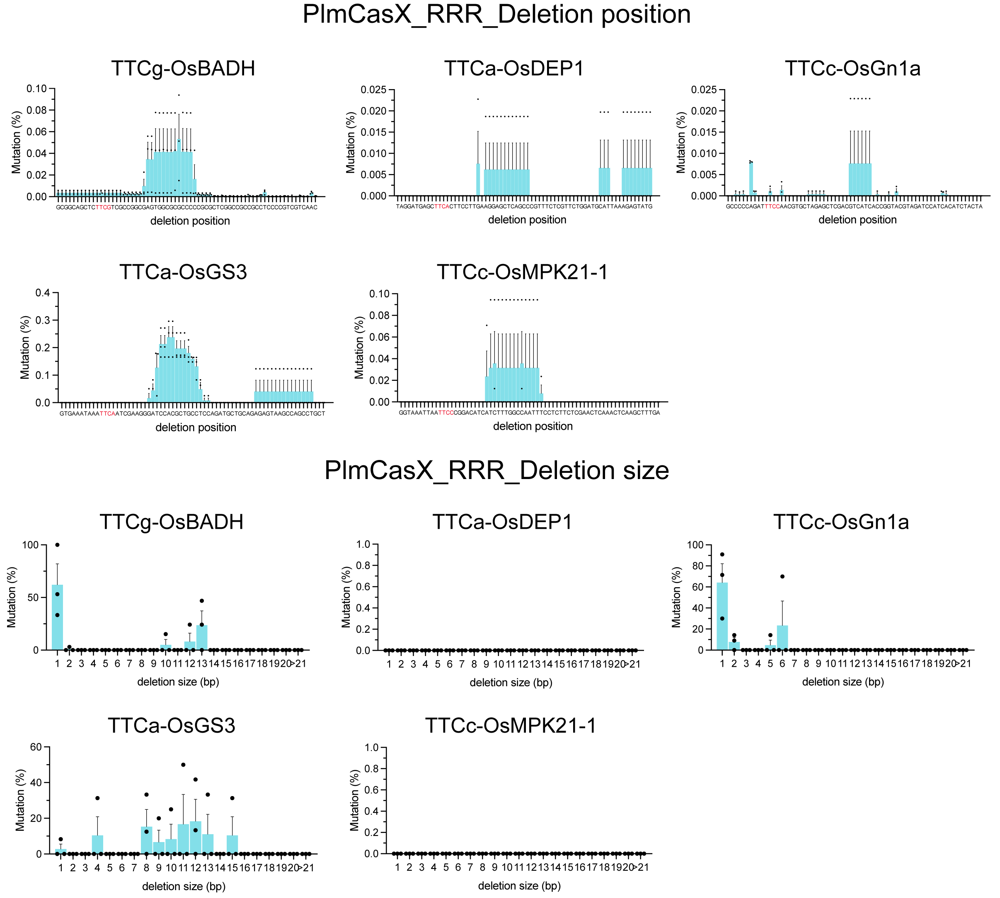 PlmCasX_RRR_Deletion position
TTCg-OsBADH
TTCa-OsDEP1
TTCc-OsGn1a
Mutation (%)
0.10
0.08
0.06
0.04
0.02
0.00
GCGGCAGCTCTTCGTCGCCGGCGAGTGGCGCGCCCCCGCGCTCGGCCGCCGCCTCCCCGTCGTCAAC
deletion position
Mutation (%)
0.025
0.020
0.015
0.010
0.005
0.000
TAGGATGAGCTTCACTTCCTTGAAGGAGCTCAGCCCGTTTCTCGTTCTGGATGCATTAAAGAGTATG
deletion position
Mutation (%)
0.025
0.020
0.015
0.010
0.005
0.000
GCCCCCAGATTTCCAACGTGCTAGAGCTCGACGTCATCACCGGTACGTAGATCCATCACATCTACTA
deletion position
TTCa-OsGS3
TTCc-OsMPK21-1
Mutation (%)
0.4
0.3
0.2
0.1
0.0
GTGAAATAAATTCAATCGAAGGGATCCACGCTGCCTCCAGATGCTGCAGAGAGTAAGCCAGCCTGCT
deletion position
Mutation (%)
0.10
0.08
0.06
0.04
0.02
0.00
GGTAAATTAATTCCCGGACATCATCTTTGGCCAATTTCCTCTTCTCGAACTCAAACTCAAGCTTTGA
deletion position
PlmCasX_RRR_Deletion size
TTCg-OsBADH
TTCa-OsDEP1
TTCc-OsGn1a
Mutation (%)
100
50
0
1 2 3 4 5 6 7 8 9 10 11 12 13 14 15 16 17 18 19 20 >21
deletion size (bp)
Mutation (%)
1.0
0.8
0.6
0.4
0.2
0.0
1 2 3 4 5 6 7 8 9 10 11 12 13 14 15 16 17 18 19 20 >21
deletion size (bp)
Mutation (%)
100
80
60
40
20
0
1 2 3 4 5 6 7 8 9 10 11 12 13 14 15 16 17 18 19 20 >21
deletion size (bp)
TTCa-OsGS3
TTCc-OsMPK21-1
Mutation (%)
60
40
20
0
1 2 3 4 5 6 7 8 9 10 11 12 13 14 15 16 17 18 19 20 >21
deletion size (bp)
Mutation (%)
1.0
0.8
0.6
0.4
0.2
0.0
1 2 3 4 5 6 7 8 9 10 11 12 13 14 15 16 17 18 19 20 >21
deletion size (bp)